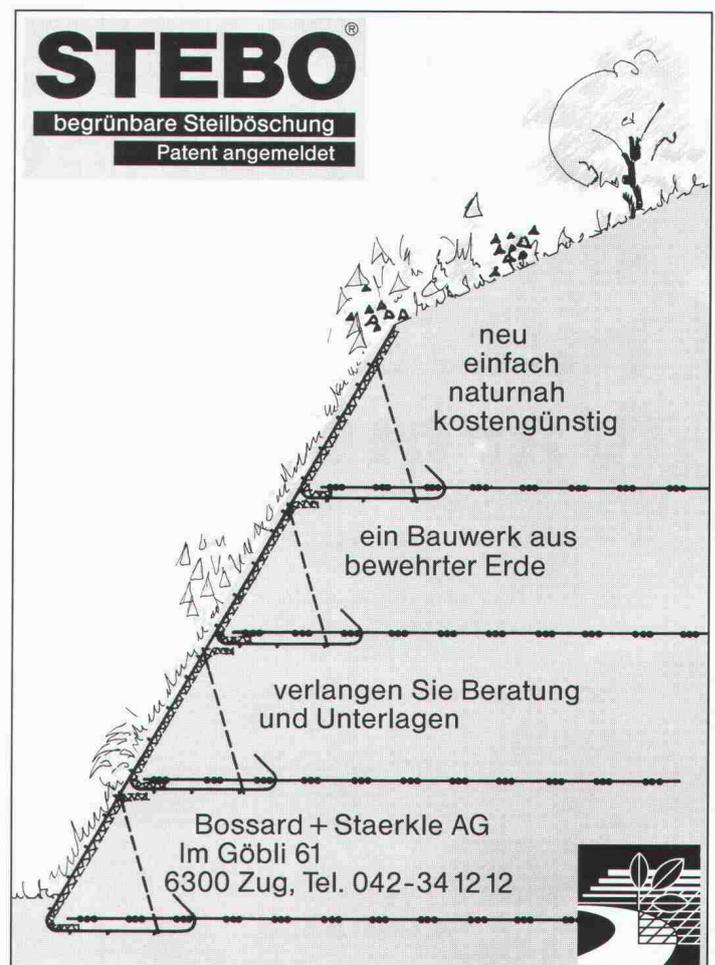 STEBO®
begrünbare Steilböschung
Patent angemeldet
neu
einfach
naturnah
kostengünstig
ein Bauwerk aus
bewehrter Erde
verlangen Sie Beratung
und Unterlagen
Bossard + Staerkle AG
Im Göbli 61
6300 Zug, Tel. 042-34 12 12